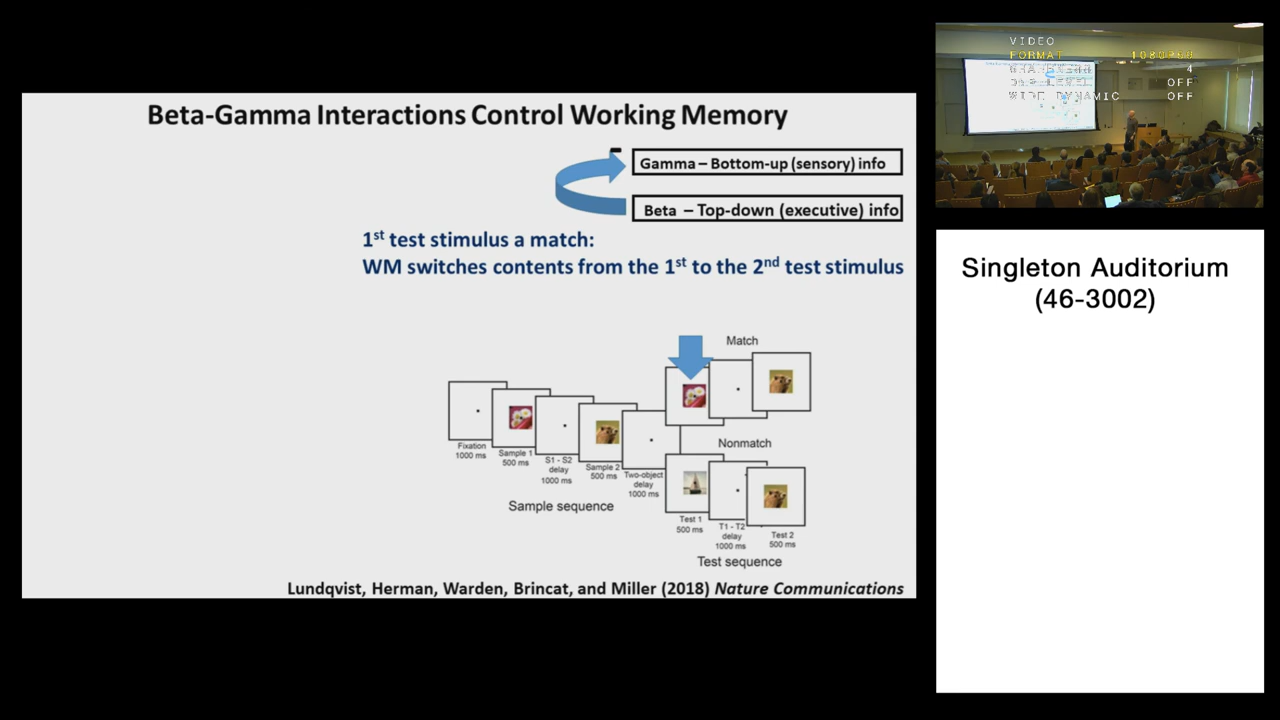 Beta-Gamma Interactions Control Working Memory
Gamma – Bottom-up (sensory) info
Beta – Top-down (executive) info
1st test stimulus a match:
WM switches contents from the 1st to the 2nd test stimulus
Match
Fixation
1000 ms
Sample 1
500 ms
S1 - S2
delay
1000 ms
Sample 2
500 ms
Two-object
delay
1000 ms
Nonmatch
Sample sequence
Test 1
500 ms
T1 - T2
delay
1000 ms
Test 2
500 ms
Test sequence
Lundqvist, Herman, Warden, Brincat, and Miller (2018) Nature Communications
VIDEO
FORMAT
4
OFF
WIDE DYNAMIC OFF
Singleton Auditorium
(46-3002)